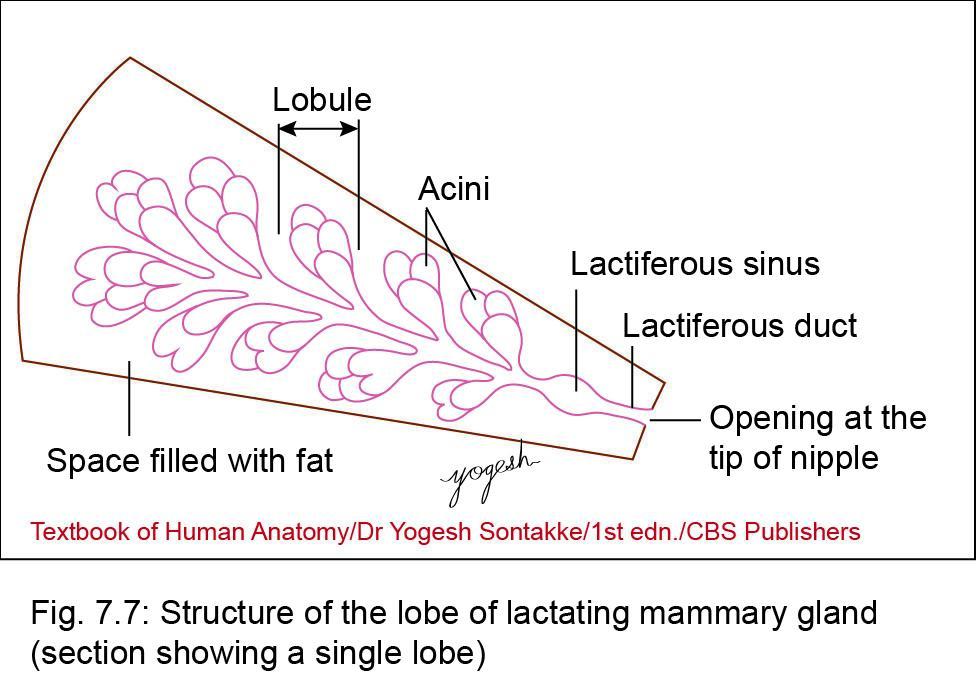 Lobule
Acini
Lactiferous sinus
Lactiferous duct
Opening at the
tip of nipple
Space filled with fat
yogesh
Textbook of Human Anatomy/Dr Yogesh Sontakke/1st edn./CBS Publishers
Fig. 7.7: Structure of the lobe of lactating mammary gland
(section showing a single lobe)